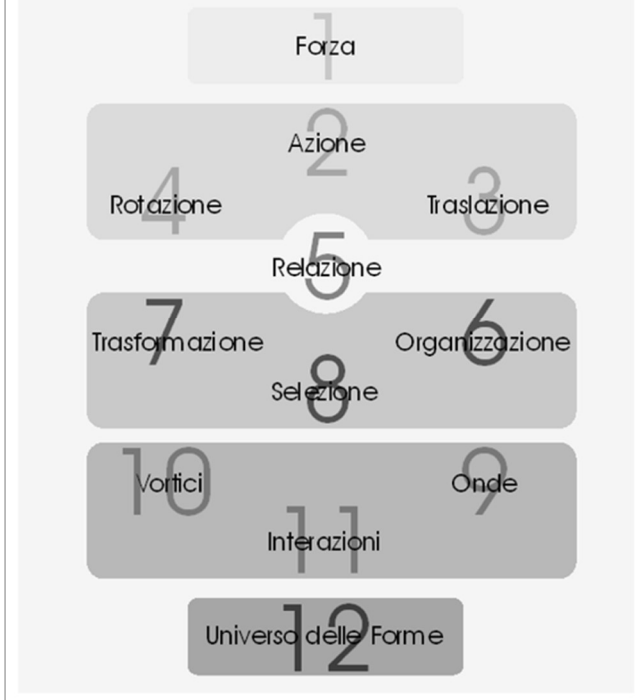 1
Forza
2
Azione
4 3
Rotazione Traslazione
5
Relazione
7 6
Trasformazione Organizzazione
8
Selezione
10 9
Vortici Onde
11
Interazioni
12
Universo delle Forme